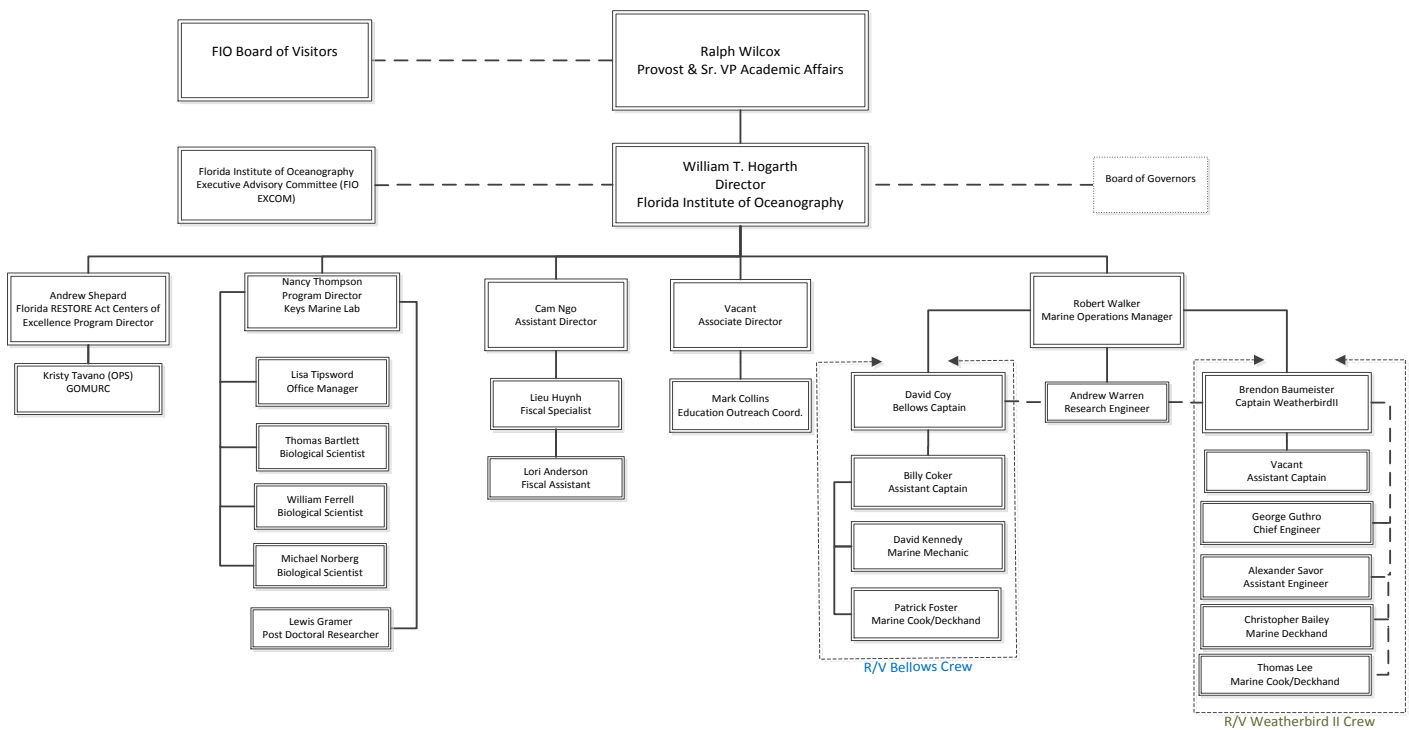 FIO Board of Visitors
Ralph Wilcox
Provost & Sr. VP Academic Affairs
Florida Institute of Oceanography
Executive Advisory Committee (FIO
EXCOM)
William T. Hogarth
Director
Florida Institute of Oceanography
Board of Governors
Andrew Shepard
Florida RESTORE Act Centers of
Excellence Program Director
Kristy Tavano (OPS)
GOMURC
Nancy Thompson
Program Director
Keys Marine Lab
Lisa Tipsword
Office Manager
Thomas Bartlett
Biological Scientist
William Ferrell
Biological Scientist
Michael Norberg
Biological Scientist
Lewis Gramer
Post Doctoral Researcher
Cam Ngo
Assistant Director
Lieu Huynh
Fiscal Specialist
Lori Anderson
Fiscal Assistant
Vacant
Associate Director
Mark Collins
Education Outreach Coord.
Robert Walker
Marine Operations Manager
David Coy
Bellows Captain
Billy Coker
Assistant Captain
David Kennedy
Marine Mechanic
Patrick Foster
Marine Cook/Deckhand
R/V Bellows Crew
Andrew Warren
Research Engineer
Brendon Baumeister
Captain WeatherbirdII
Vacant
Assistant Captain
George Guthro
Chief Engineer
Alexander Savor
Assistant Engineer
Christopher Bailey
Marine Deckhand
Thomas Lee
Marine Cook/Deckhand
R/V Weatherbird II Crew